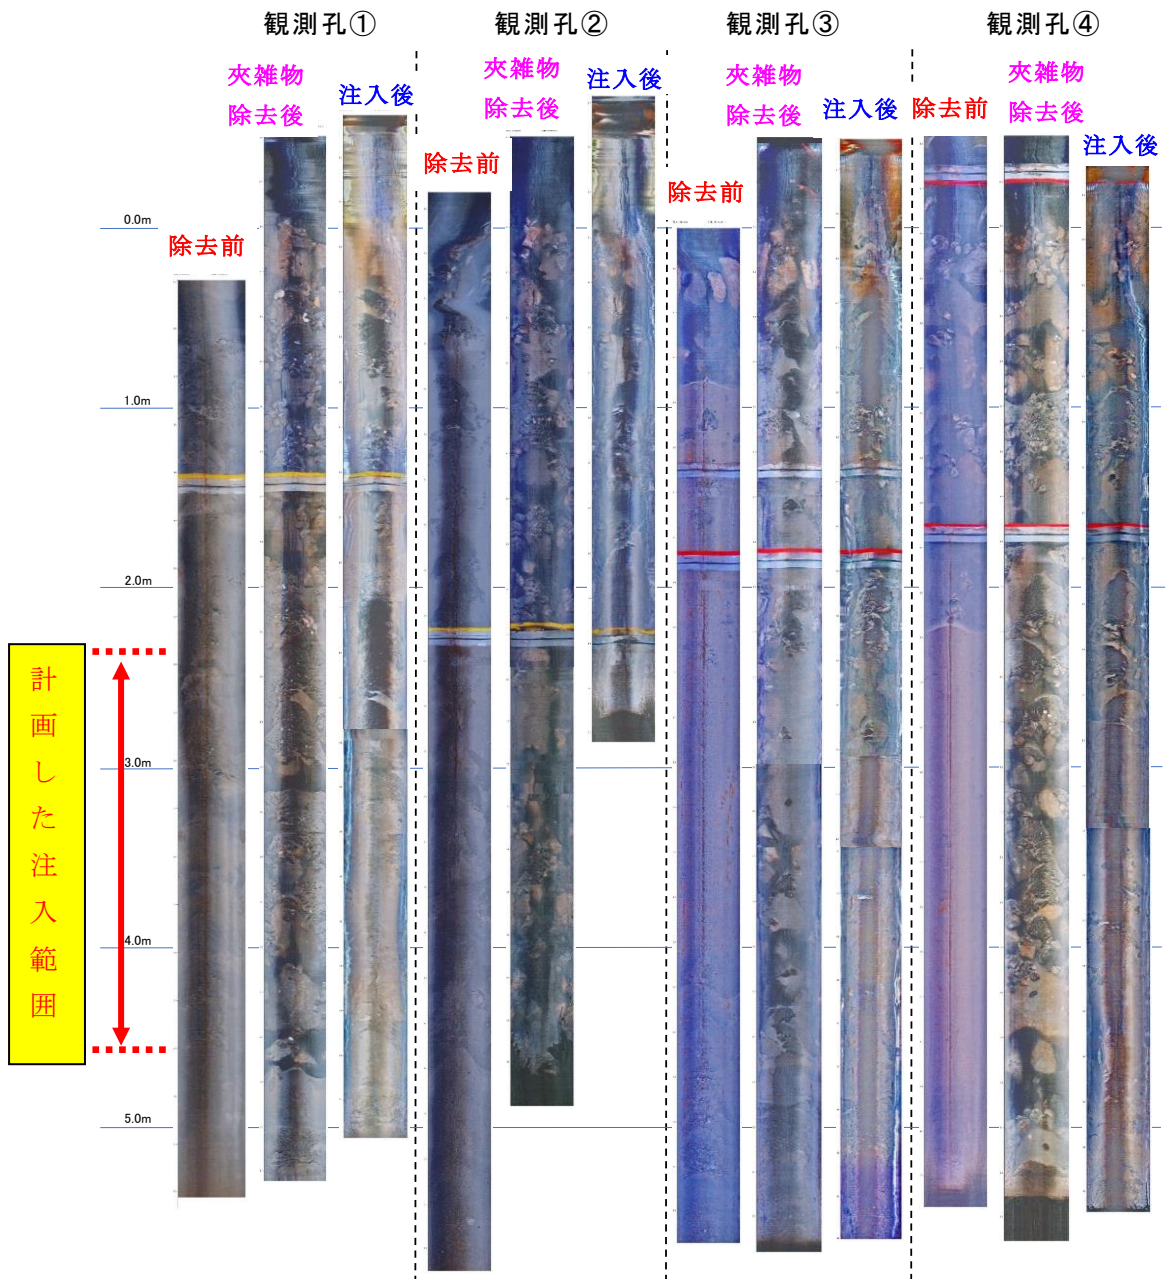 観測孔①
観測孔②
観測孔③
観測孔④
夾雑物
除去後
注入後
除去前
夾雑物
除去後
注入後
除去前
夾雑物
除去後
注入後
除去前
除去前
夾雑物
除去後
注入後
0.0m
1.0m
2.0m
3.0m
4.0m
5.0m
計画した注入範囲